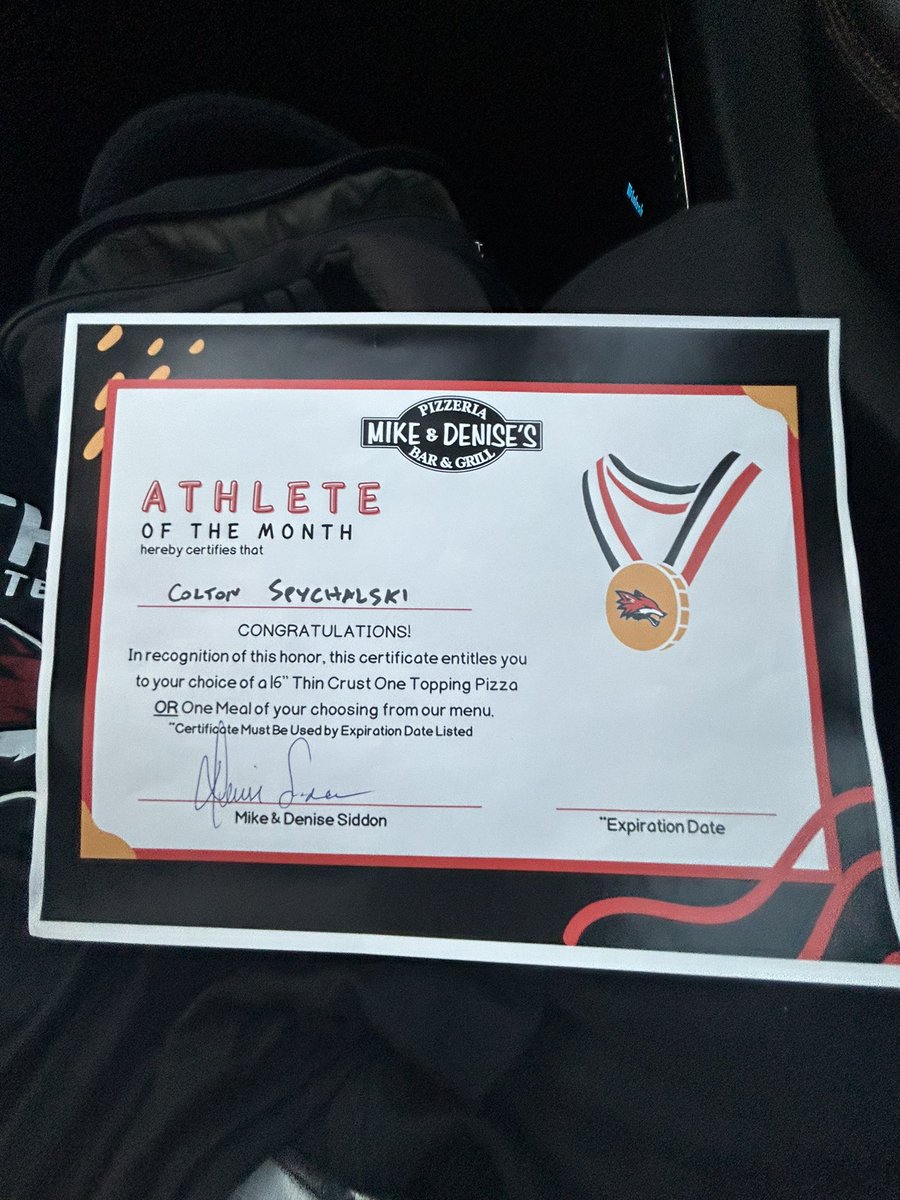 PIZZERIA
MIKE & DENISE'S
BAR & GRILL
ATHLETE
OF THE MONTH
hereby certifies that
COLTON SPYCHALSKI
CONGRATULATIONS!
In recognition of this honor, this certificate entitles you
to your choice of a 16" Thin Crust One Topping Pizza
OR One Meal of your choosing from our menu.
**Certificate Must Be Used by Expiration Date Listed
Mike & Denise Siddon
**Expiration Date